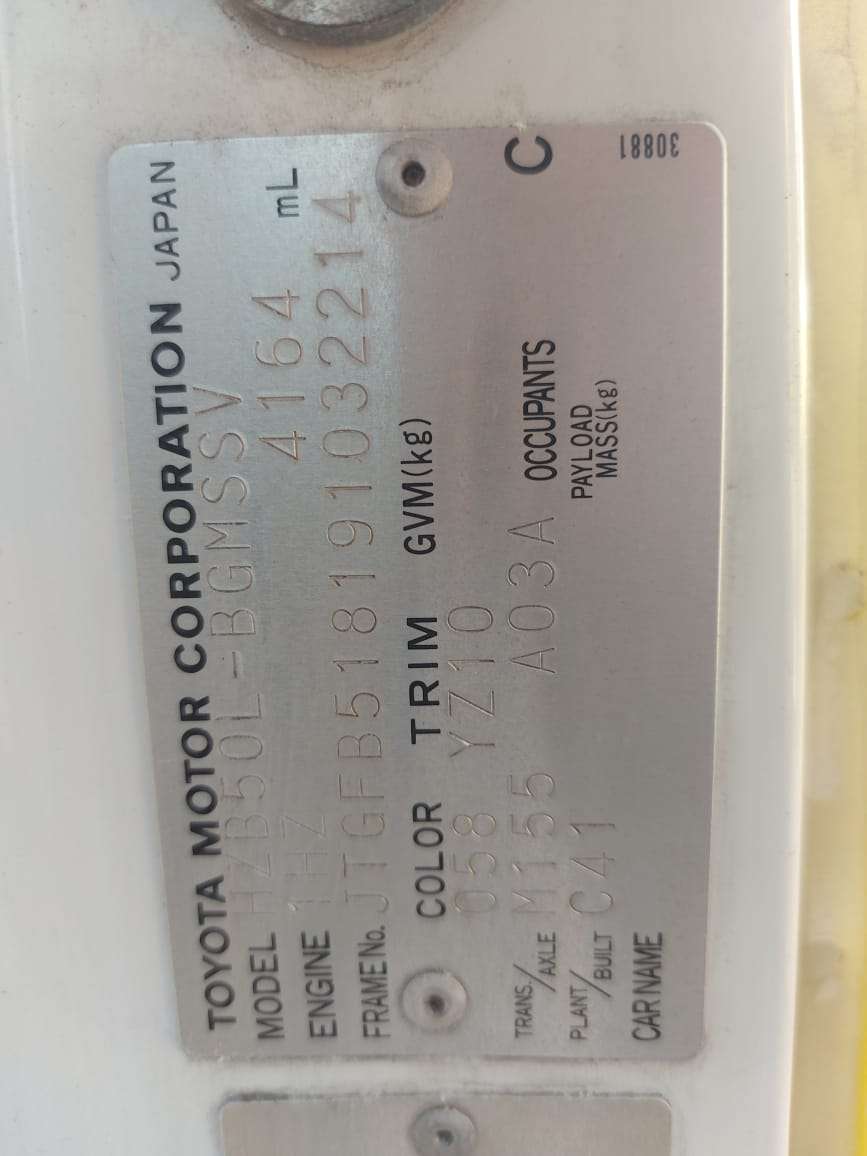 TOYOTA MOTOR CORPORATION JAPAN
MODEL HZB50L-BGMSSV
ENGINE 1HZ 4164 mL
FRAME No. JTGFB518191032214
COLOR TRIM GVM(kg)
058 YZ10
TRANS./AXLE M155 A03A OCCUPANTS C
PLANT/BUILT C41 PAYLOAD MASS(kg)
CAR NAME
30881